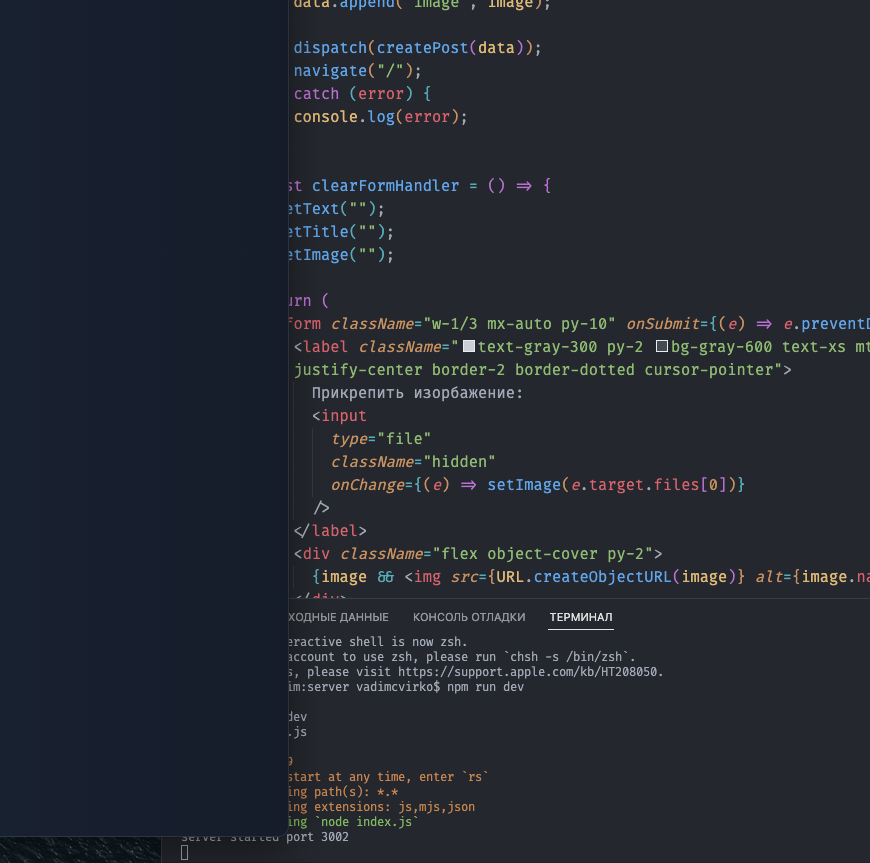 data.append("image", image);
dispatch(createPost(data));
navigate("/");
catch (error) {
console.log(error);
st clearFormHandler = () => {
etText("");
etTitle("");
etImage("");
urn (
form className="w-1/3 mx-auto py-10" onSubmit={(e) => e.preventD
<label className="text-gray-300 py-2 bg-gray-600 text-xs mt
justify-center border-2 border-dotted cursor-pointer">
Прикрепить изорбажение:
<input
type="file"
className="hidden"
onChange={(e) => setImage(e.target.files[0])}
/>
</label>
<div className="flex object-cover py-2">
{image && <img src={URL.createObjectURL(image)} alt={image.na
</div>
ХОДНЫЕ ДАННЫЕ КОНСОЛЬ ОТЛАДКИ ТЕРМИНАЛ
eractive shell is now zsh.
account to use zsh, please run `chsh -s /bin/zsh`.
s, please visit https://support.apple.com/kb/HT208050.
im:server vadimcvirko$ npm run dev
dev
.js
9
start at any time, enter `rs`
ing path(s): *.*
ing extensions: js,mjs,json
ing `node index.js`
server started port 3002